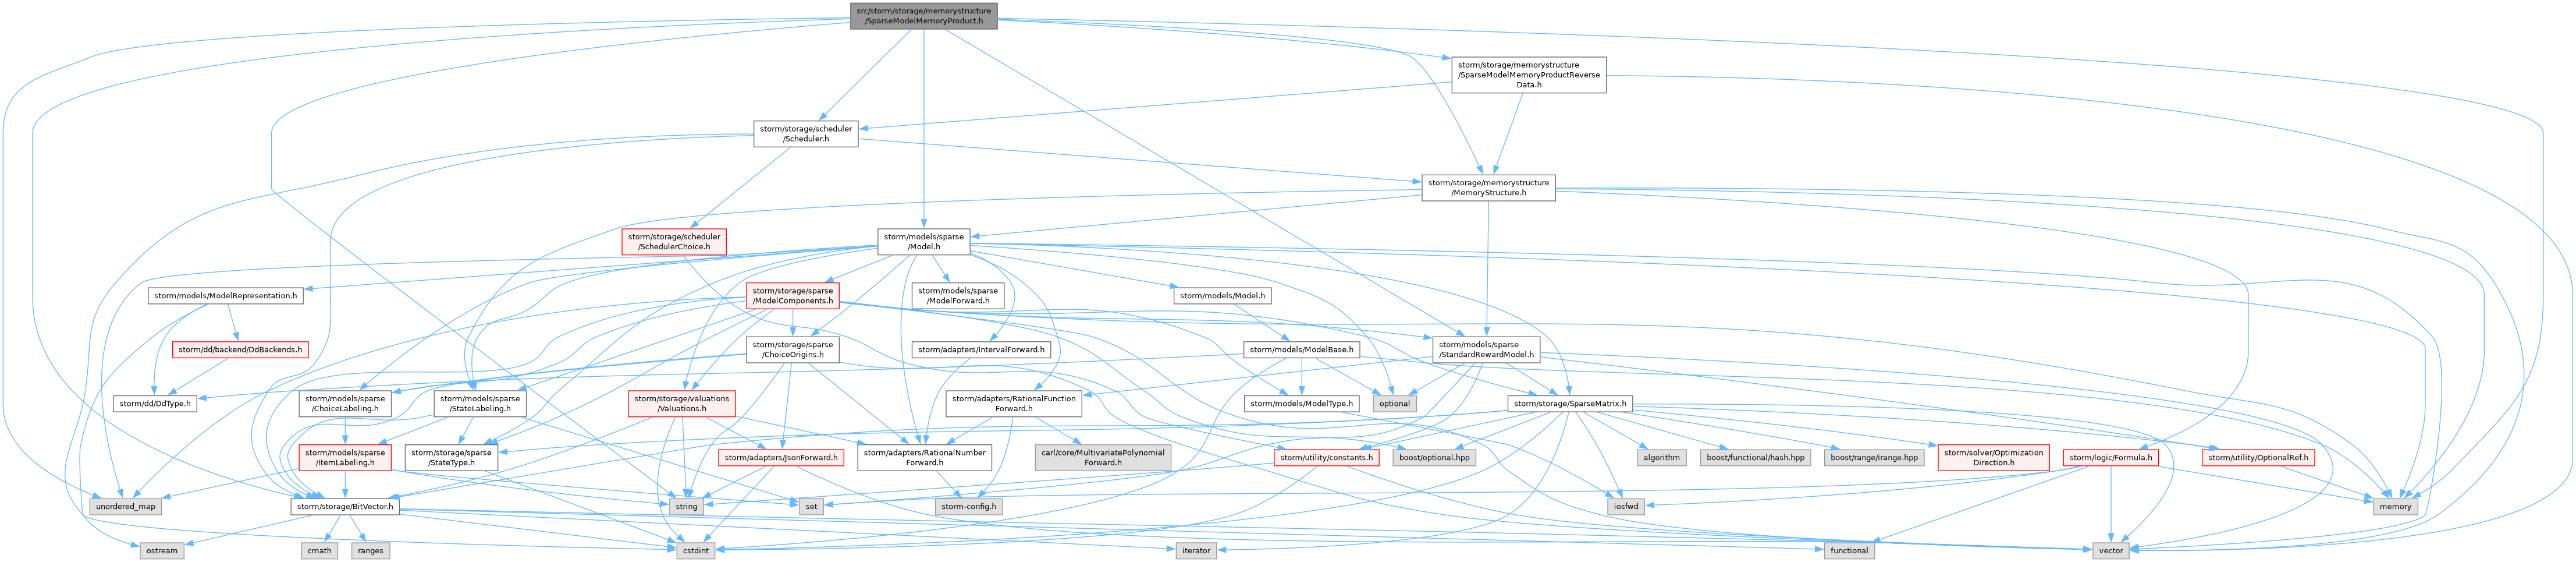 src/storm/storage/memorystructure
/SparseModelMemoryProduct.h
storm/storage/memorystructure
/SparseModelMemoryProductReverse
Data.h
storm/storage/scheduler
/Scheduler.h
storm/storage/memorystructure
/MemoryStructure.h
storm/storage/scheduler
/SchedulerChoice.h
storm/models/sparse
/Model.h
storm/models/ModelRepresentation.h
storm/storage/sparse
/ModelComponents.h
storm/models/sparse
/ModelForward.h
storm/models/Model.h
storm/dd/backend/DdBackends.h
storm/storage/sparse
/ChoiceOrigins.h
storm/adapters/IntervalForward.h
storm/models/ModelBase.h
storm/models/sparse
/StandardRewardModel.h
storm/dd/DdType.h
storm/models/sparse
/ChoiceLabeling.h
storm/models/sparse
/StateLabeling.h
storm/storage/valuations
/Valuations.h
storm/adapters/RationalFunction
Forward.h
storm/models/ModelType.h
optional
storm/storage/SparseMatrix.h
storm/models/sparse
/ItemLabeling.h
storm/storage/sparse
/StateType.h
storm/adapters/JsonForward.h
storm/adapters/RationalNumber
Forward.h
carl/core/MultivariatePolynomial
Forward.h
storm/utility/constants.h
boost/optional.hpp
algorithm
boost/functional/hash.hpp
boost/range/irange.hpp
storm/solver/Optimization
Direction.h
storm/logic/Formula.h
storm/utility/OptionalRef.h
unordered_map
storm/storage/BitVector.h
string
set
storm-config.h
iosfwd
memory
ostream
cmath
ranges
cstdint
iterator
functional
vector